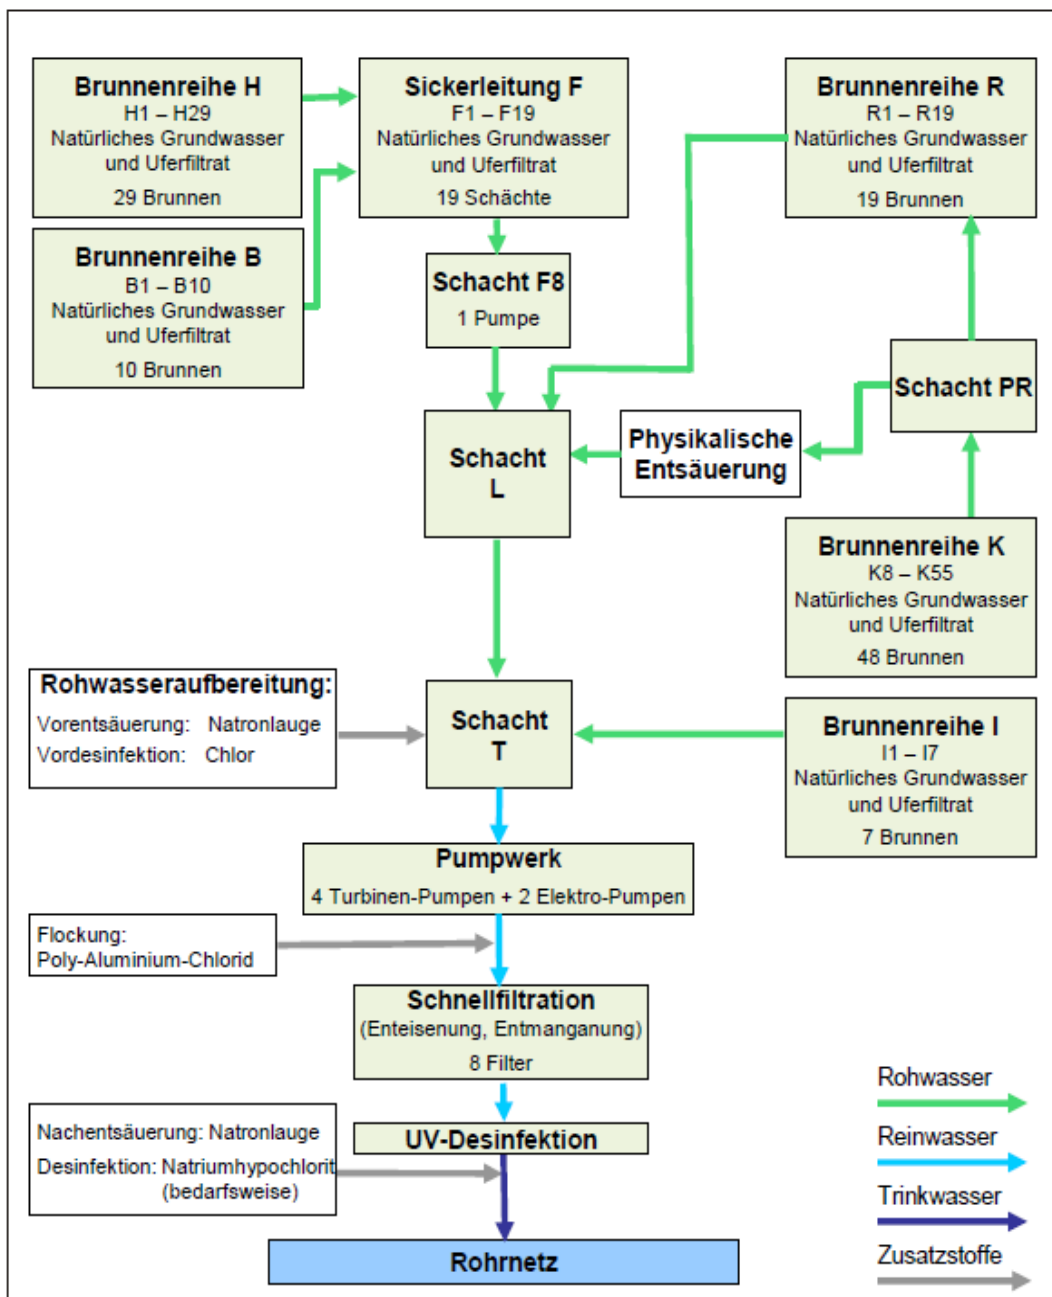 Brunnenreihe H
H1 – H29
Natürliches Grundwasser
und Uferfiltrat
29 Brunnen
Sickerleitung F
F1 – F19
Natürliches Grundwasser
und Uferfiltrat
19 Schächte
Brunnenreihe R
R1 – R19
Natürliches Grundwasser
und Uferfiltrat
19 Brunnen
Brunnenreihe B
B1 – B10
Natürliches Grundwasser
und Uferfiltrat
10 Brunnen
Schacht F8
1 Pumpe
Schacht PR
Schacht
L
Physikalische
Entsäuerung
Brunnenreihe K
K8 – K55
Natürliches Grundwasser
und Uferfiltrat
48 Brunnen
Rohwasseraufbereitung:
Vorentsäuerung: Natronlauge
Vordesinfektion: Chlor
Schacht
T
Brunnenreihe I
I1 – I7
Natürliches Grundwasser
und Uferfiltrat
7 Brunnen
Pumpwerk
4 Turbinen-Pumpen + 2 Elektro-Pumpen
Flockung:
Poly-Aluminium-Chlorid
Schnellfiltration
(Enteisenung, Entmanganung)
8 Filter
Nachentsäuerung: Natronlauge
Desinfektion: Natriumhypochlorit
(bedarfsweise)
UV-Desinfektion
Rohrnetz
Rohwasser
Reinwasser
Trinkwasser
Zusatzstoffe